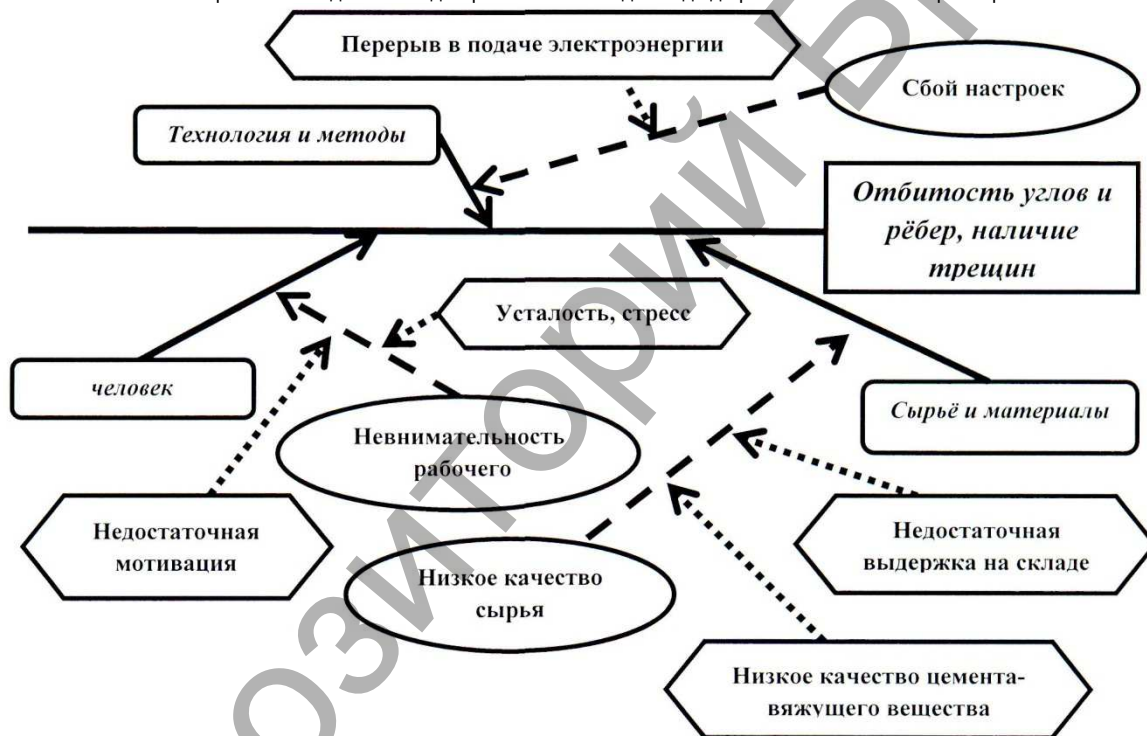 Перерыв в подаче электроэнергии
Сбой настроек
Технология и методы
Отбитость углов и
рёбер, наличие
трещин
Усталость, стресс
человек
Сырьё и материалы
Невнимательность
рабочего
Недостаточная
мотивация
Недостаточная
выдержка на складе
Низкое качество
сырья
Низкое качество цемента-
вяжущего вещества